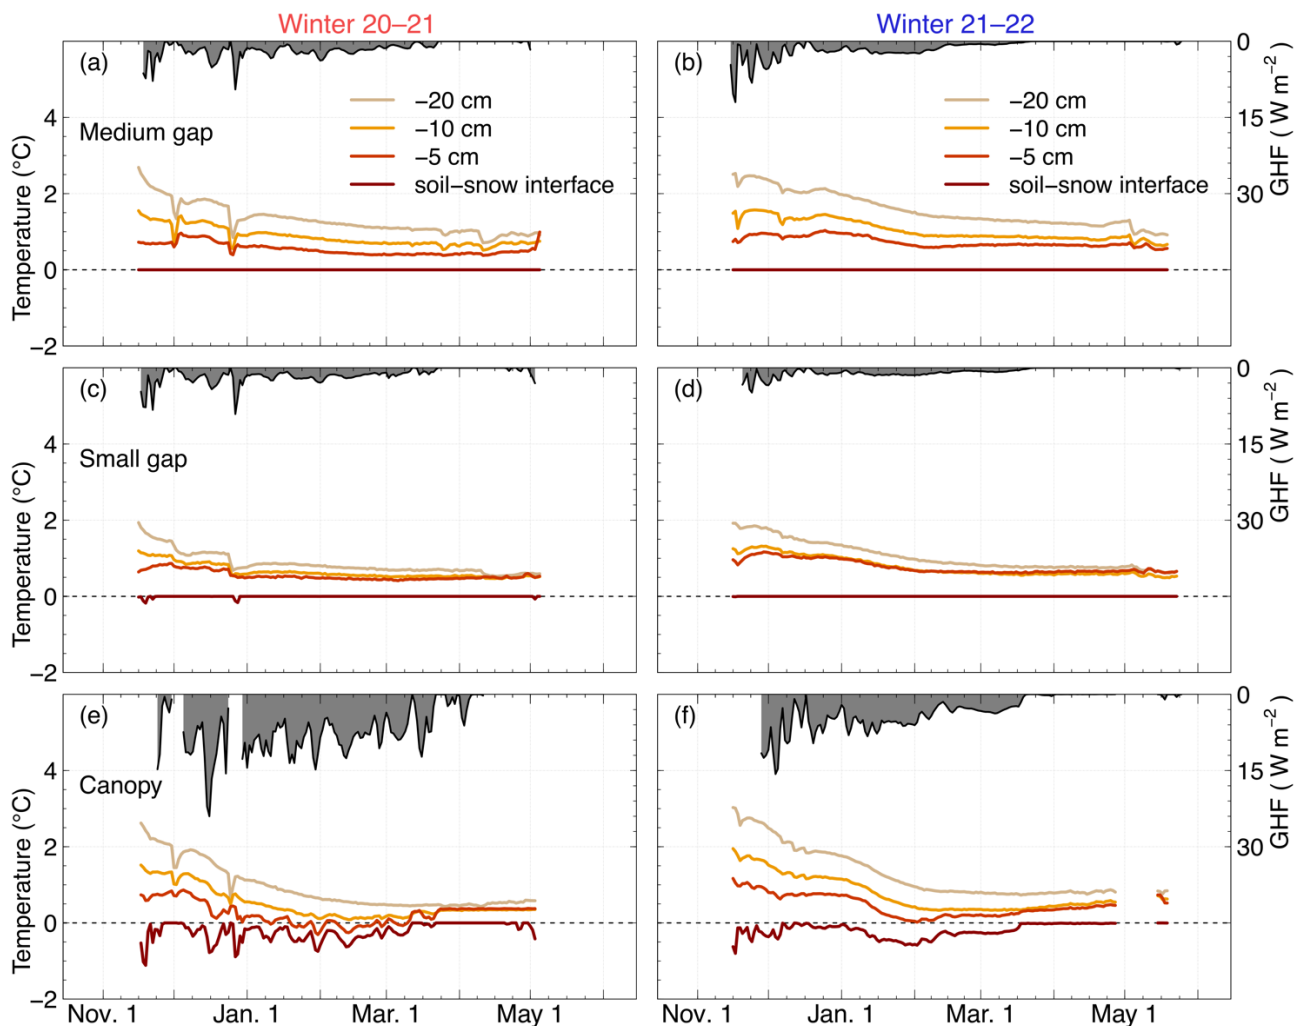 Winter 20–21
Winter 21–22
(a)
Medium gap
−20 cm
−10 cm
−5 cm
soil–snow interface
Temperature (°C)
4
2
0
−2
(b)
−20 cm
−10 cm
−5 cm
soil–snow interface
0
15
30
GHF ( W m⁻²)
(c)
Small gap
Temperature (°C)
4
2
0
−2
(d)
0
15
30
GHF ( W m⁻²)
(e)
Canopy
Temperature (°C)
4
2
0
−2
Nov. 1 Jan. 1 Mar. 1 May 1
(f)
0
15
30
GHF ( W m⁻²)
Nov. 1 Jan. 1 Mar. 1 May 1